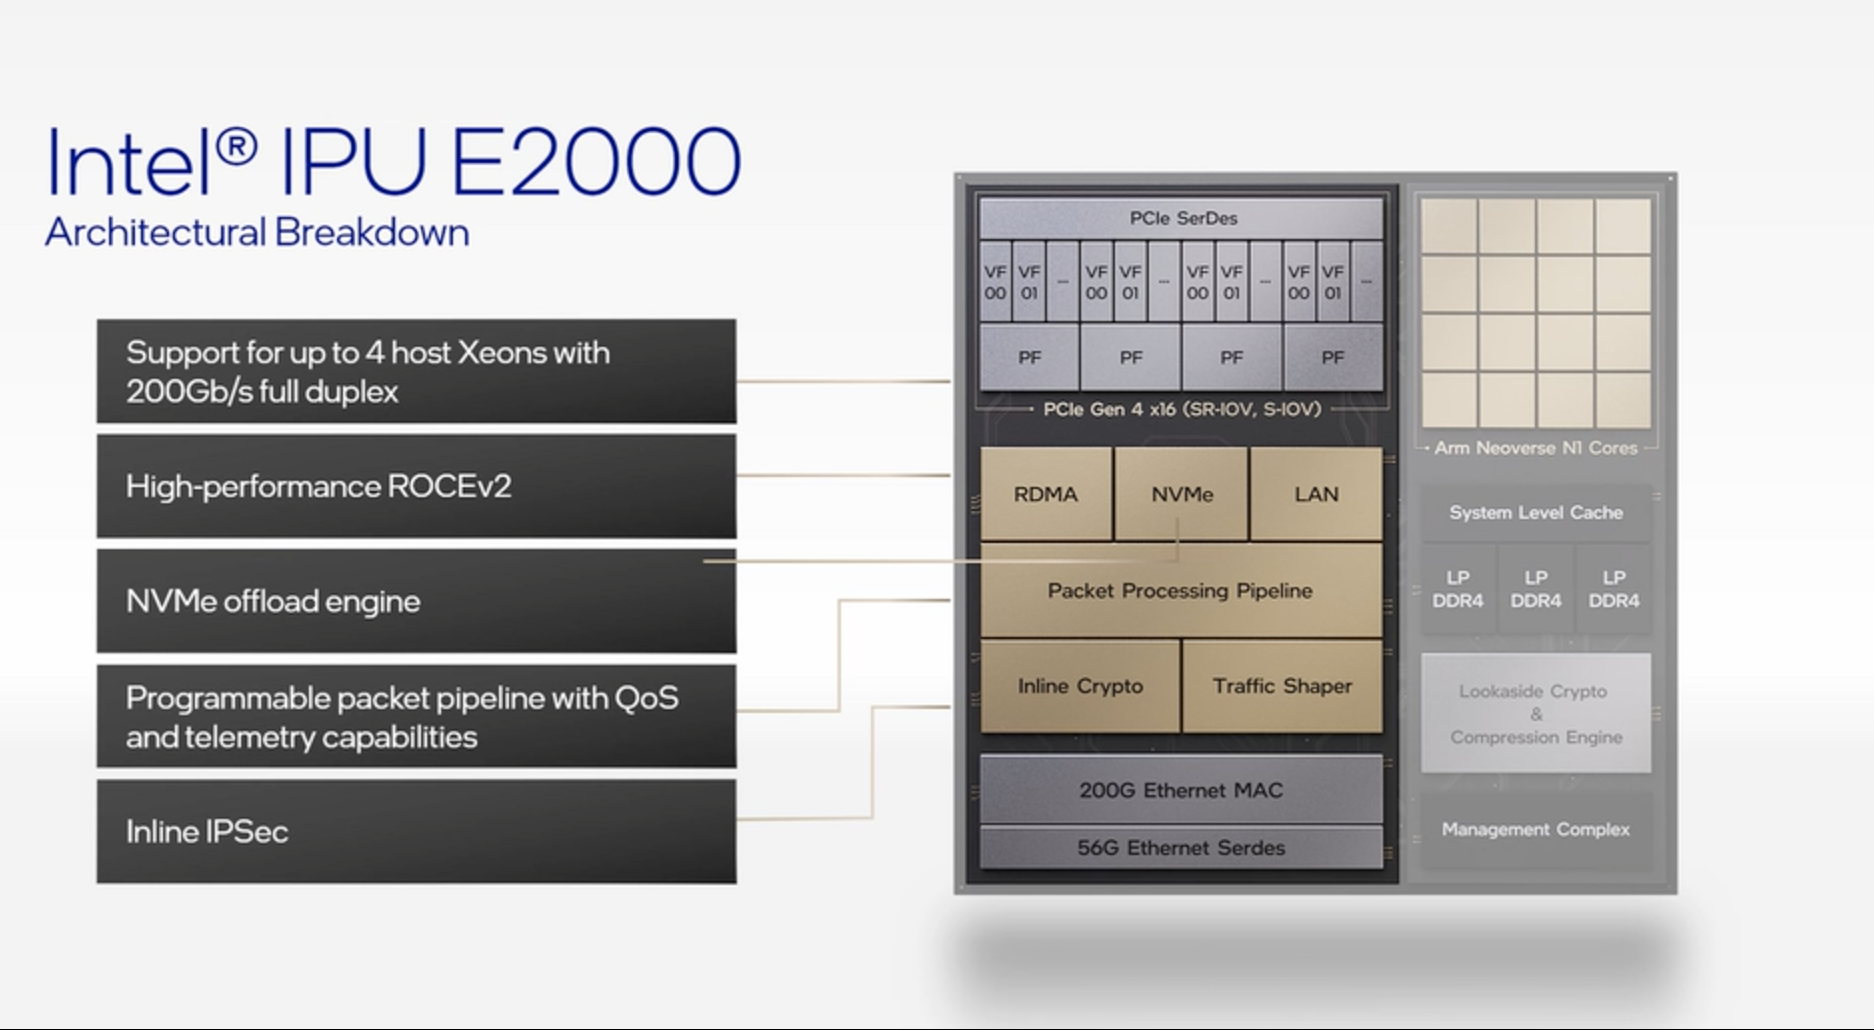 Intel® IPU E2000
Architectural Breakdown
Support for up to 4 host Xeons with
200Gb/s full duplex
High-performance ROCEv2
NVMe offload engine
Programmable packet pipeline with QoS
and telemetry capabilities
Inline IPSec
PCIe SerDes
VF VF ... VF VF ... VF VF ... VF VF ...
00 01 00 01 00 01 00 01
PF PF PF PF
PCIe Gen 4 x16 (SR-IOV, S-IOV)
RDMA NVMe LAN
Packet Processing Pipeline
Inline Crypto Traffic Shaper
200G Ethernet MAC
56G Ethernet Serdes
Arm Neoverse N1 Cores
System Level Cache
LP LP LP
DDR4 DDR4 DDR4
Lookaside Crypto
&
Compression Engine
Management Complex